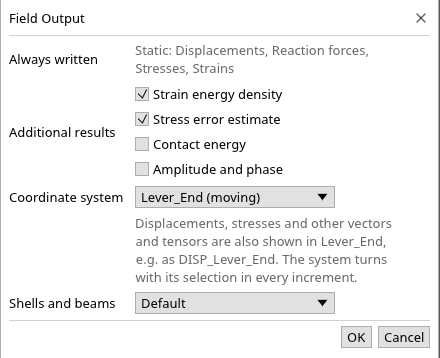 Field Output
Always written
Static: Displacements, Reaction forces,
Stresses, Strains
Additional results
Strain energy density
Stress error estimate
Contact energy
Amplitude and phase
Coordinate system
Lever_End (moving)
Displacements, stresses and other vectors
and tensors are also shown in Lever_End,
e.g. as DISP_Lever_End. The system turns
with its selection in every increment.
Shells and beams
Default
OK
Cancel